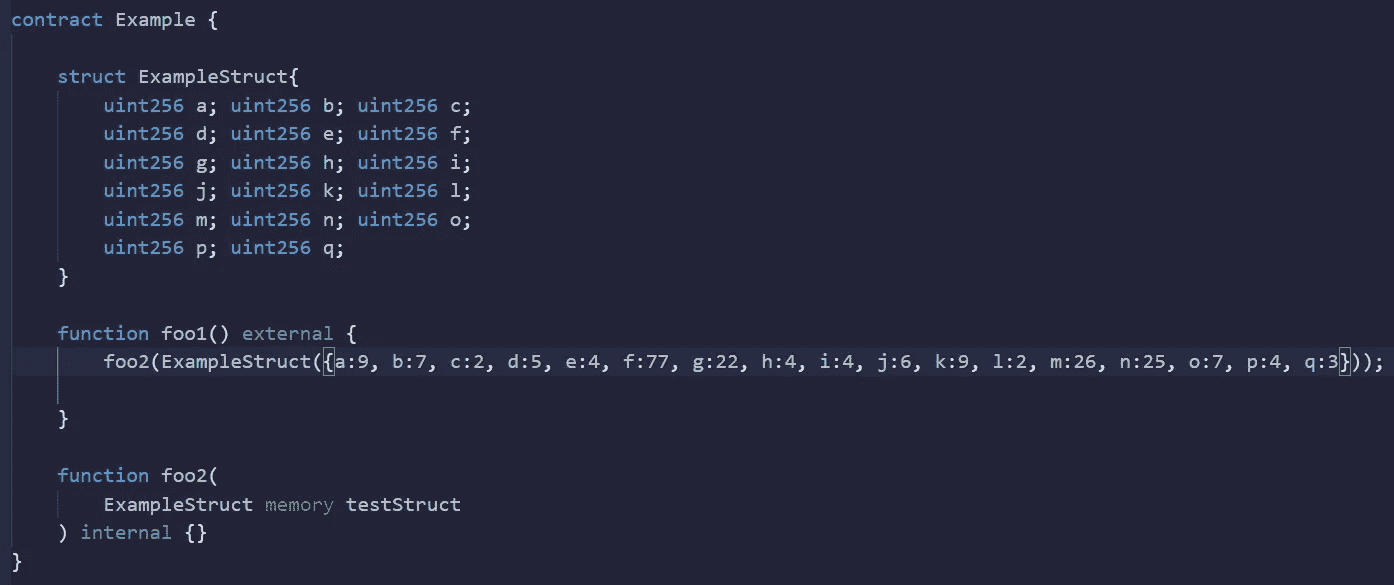 contract Example {
struct ExampleStruct{
uint256 a; uint256 b; uint256 c;
uint256 d; uint256 e; uint256 f;
uint256 g; uint256 h; uint256 i;
uint256 j; uint256 k; uint256 l;
uint256 m; uint256 n; uint256 o;
uint256 p; uint256 q;
}
function foo1() external {
foo2(ExampleStruct({a:9, b:7, c:2, d:5, e:4, f:77, g:22, h:4, i:4, j:6, k:9, l:2, m:26, n:25, o:7, p:4, q:3}));
}
function foo2(
ExampleStruct memory testStruct
) internal {}
}